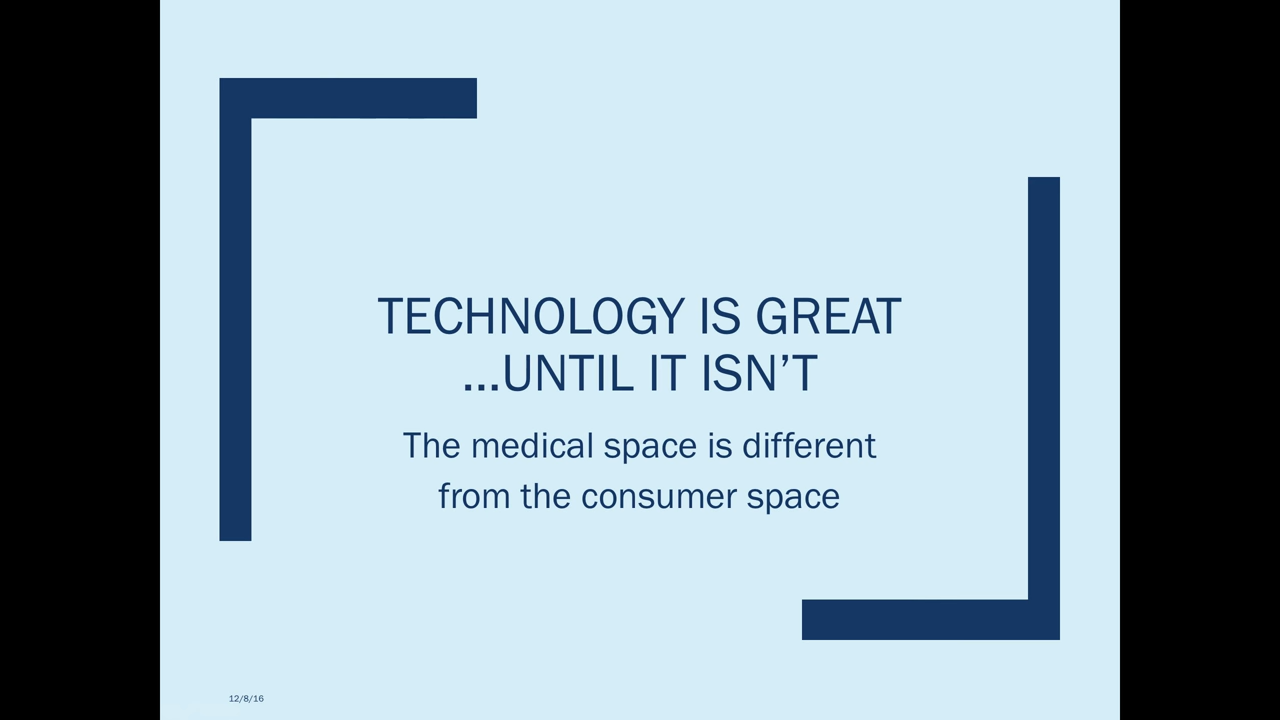 TECHNOLOGY IS GREAT
...UNTIL IT ISN’T
The medical space is different
from the consumer space
12/8/16